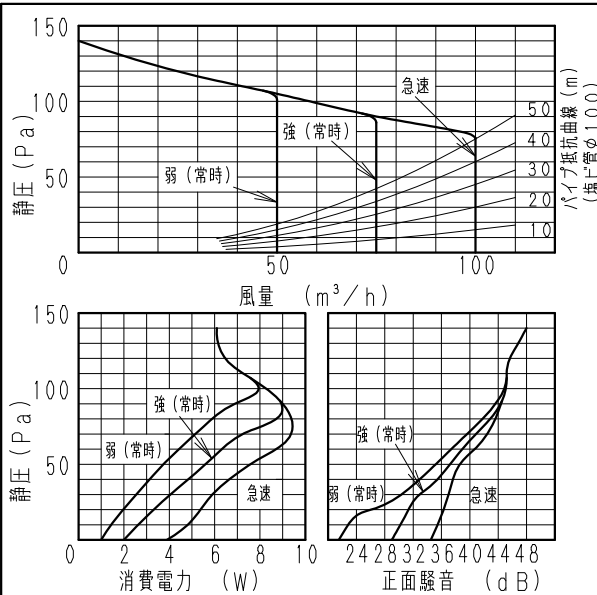 150
100
50
0
静圧 (Pa)
急速
強 (常時)
弱 (常時)
50
40
30
20
10
パイプ抵抗曲線 (m)
(塩ビ管φ100)
50
100
風量 (m³/h)
150
100
50
静圧 (Pa)
強 (常時)
弱 (常時)
急速
0 2 4 6 8 10
消費電力 (W)
強 (常時)
弱 (常時)
急速
24 28 32 36 40 44 48
正面騒音 (dB)